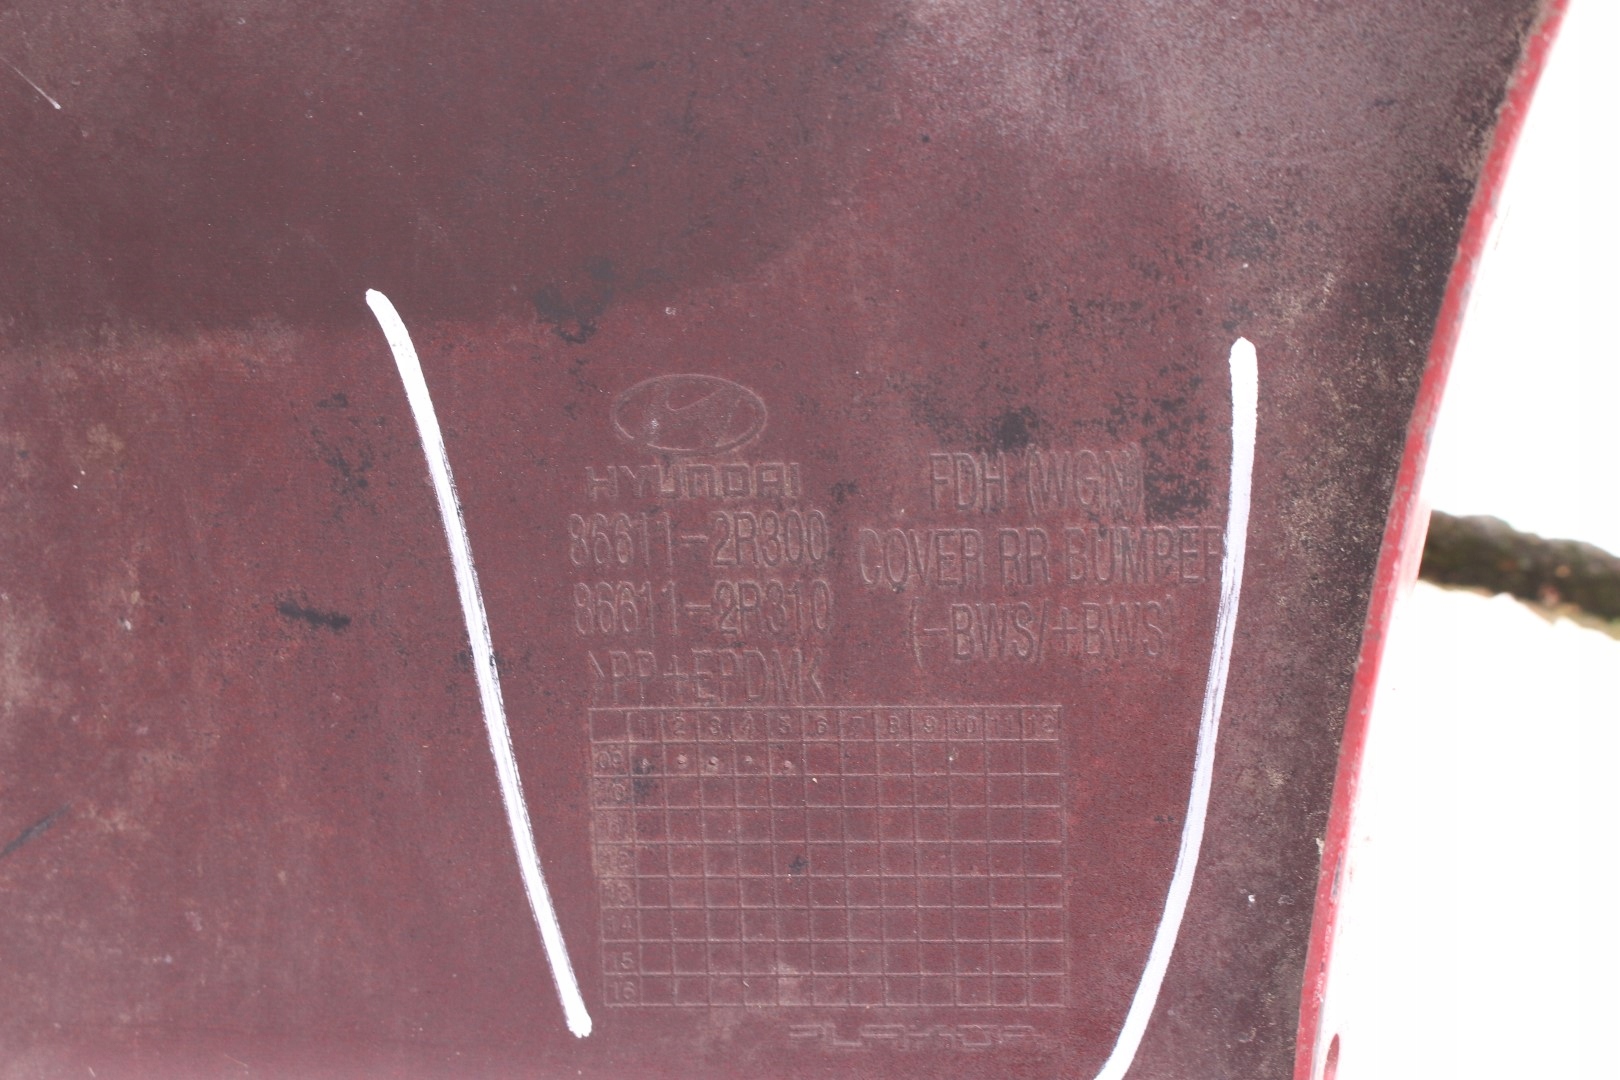 HYUNDAI
86611-2R300
86611-2R310
>PP+EPDM<
FDH (WGN)
COVER RR BUMPER
(-BWS/+BWS)
1 2 3 4 5 6 7 8 9 10 11 12
09
10
11
12
13
14
15
16